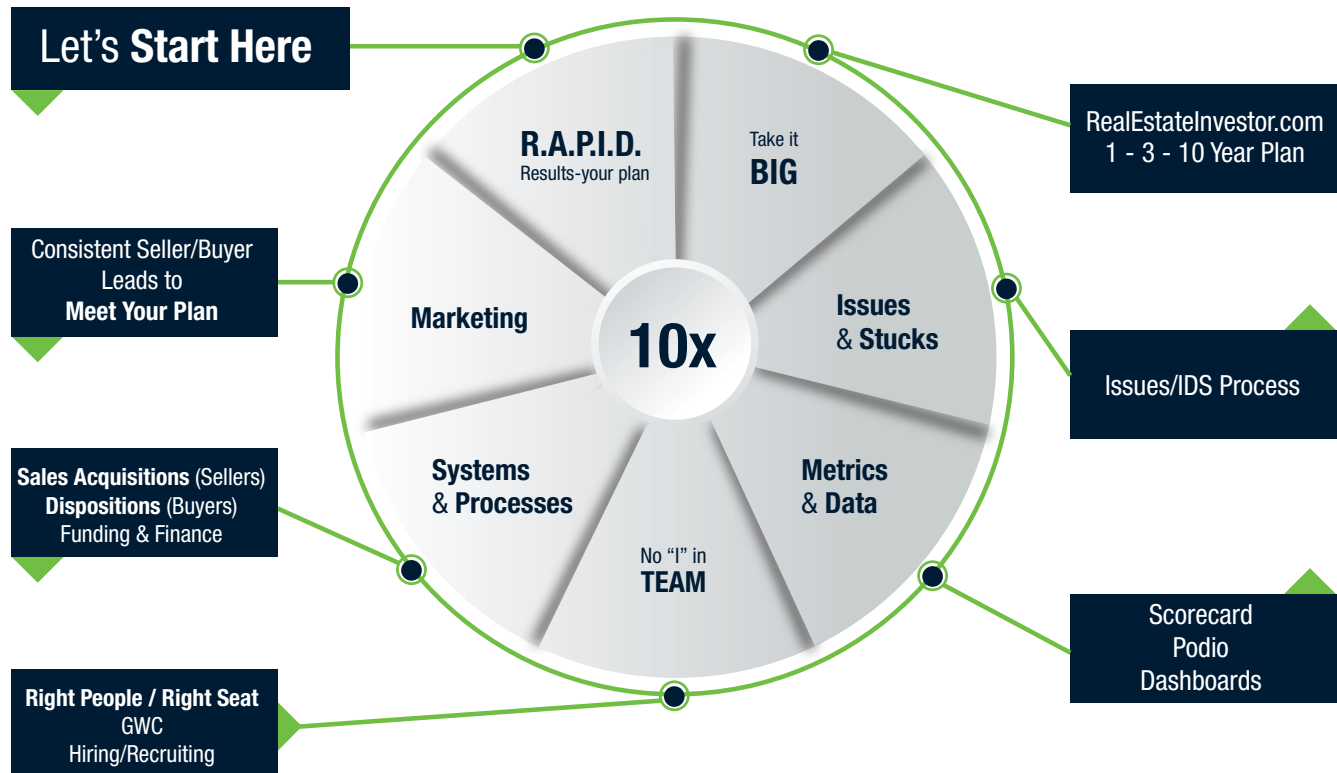 Let’s Start Here
R.A.P.I.D.
Results-your plan
Take it
BIG
RealEstateInvestor.com
1 - 3 - 10 Year Plan
Consistent Seller/Buyer
Leads to
Meet Your Plan
Marketing
10x
Issues
& Stucks
Issues/IDS Process
Sales Acquisitions (Sellers)
Dispositions (Buyers)
Funding & Finance
Systems
& Processes
Metrics
& Data
No “I” in
TEAM
Scorecard
Podio
Dashboards
Right People / Right Seat
GWC
Hiring/Recruiting